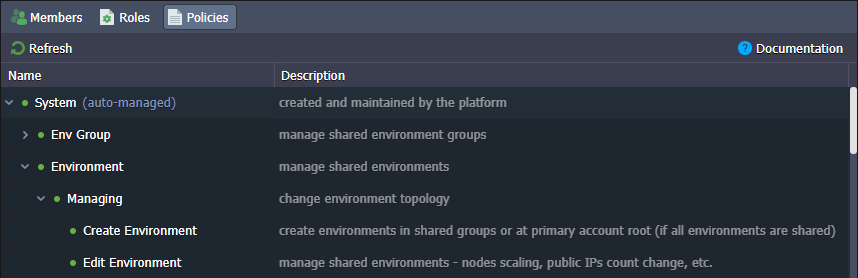 Members Roles Policies
Refresh ? Documentation
Name Description
System (auto-managed) created and maintained by the platform
Env Group manage shared environment groups
Environment manage shared environments
Managing change environment topology
Create Environment create environments in shared groups or at primary account root (if all environments are shared)
Edit Environment manage shared environments - nodes scaling, public IPs count change, etc.